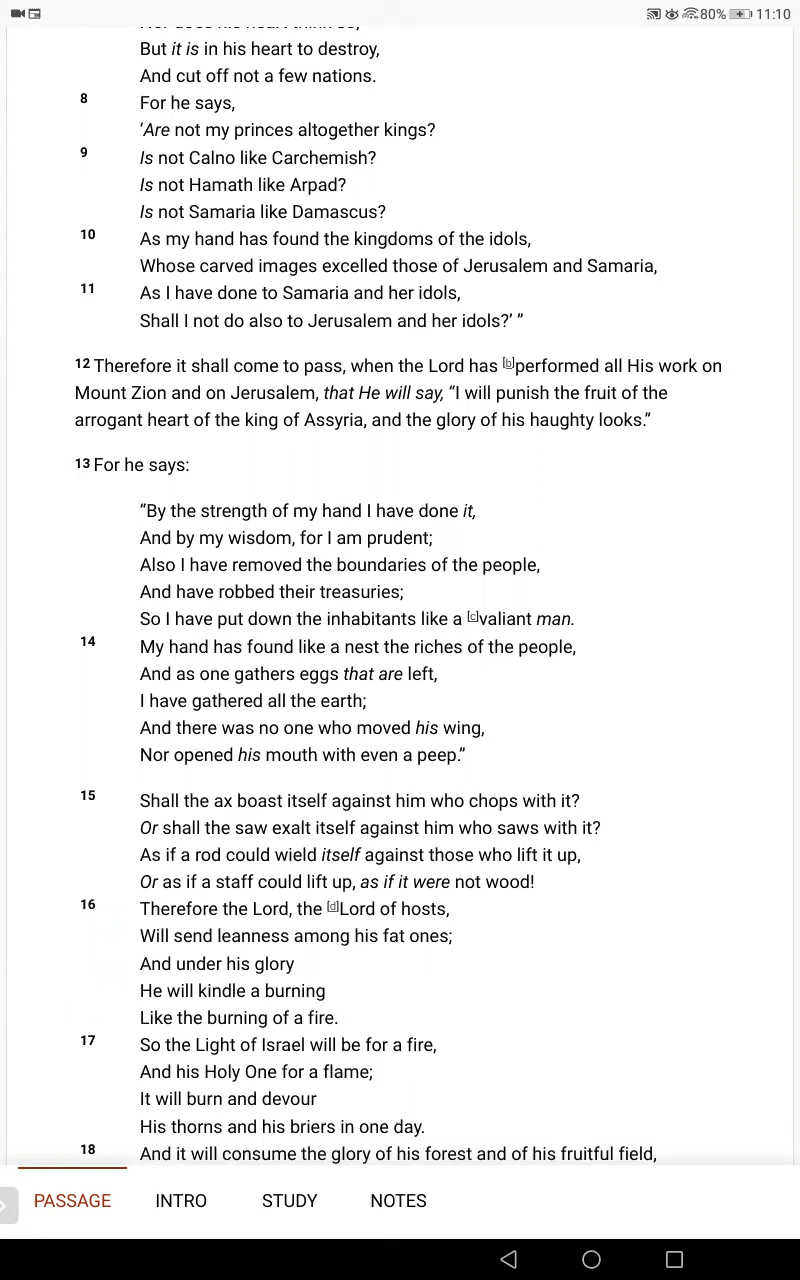 80% 11:10
But it is in his heart to destroy,
And cut off not a few nations.
8 For he says,
‘Are not my princes altogether kings?
9 Is not Calno like Carchemish?
Is not Hamath like Arpad?
Is not Samaria like Damascus?
10 As my hand has found the kingdoms of the idols,
Whose carved images excelled those of Jerusalem and Samaria,
11 As I have done to Samaria and her idols,
Shall I not do also to Jerusalem and her idols?’ ”
12 Therefore it shall come to pass, when the Lord has [b]performed all His work on
Mount Zion and on Jerusalem, that He will say, “I will punish the fruit of the
arrogant heart of the king of Assyria, and the glory of his haughty looks.”
13 For he says:
“By the strength of my hand I have done it,
And by my wisdom, for I am prudent;
Also I have removed the boundaries of the people,
And have robbed their treasuries;
So I have put down the inhabitants like a [c]valiant man.
14 My hand has found like a nest the riches of the people,
And as one gathers eggs that are left,
I have gathered all the earth;
And there was no one who moved his wing,
Nor opened his mouth with even a peep.”
15 Shall the ax boast itself against him who chops with it?
Or shall the saw exalt itself against him who saws with it?
As if a rod could wield itself against those who lift it up,
Or as if a staff could lift up, as if it were not wood!
16 Therefore the Lord, the [d]Lord of hosts,
Will send leanness among his fat ones;
And under his glory
He will kindle a burning
Like the burning of a fire.
17 So the Light of Israel will be for a fire,
And his Holy One for a flame;
It will burn and devour
His thorns and his briers in one day.
18 And it will consume the glory of his forest and of his fruitful field,
PASSAGE INTRO STUDY NOTES